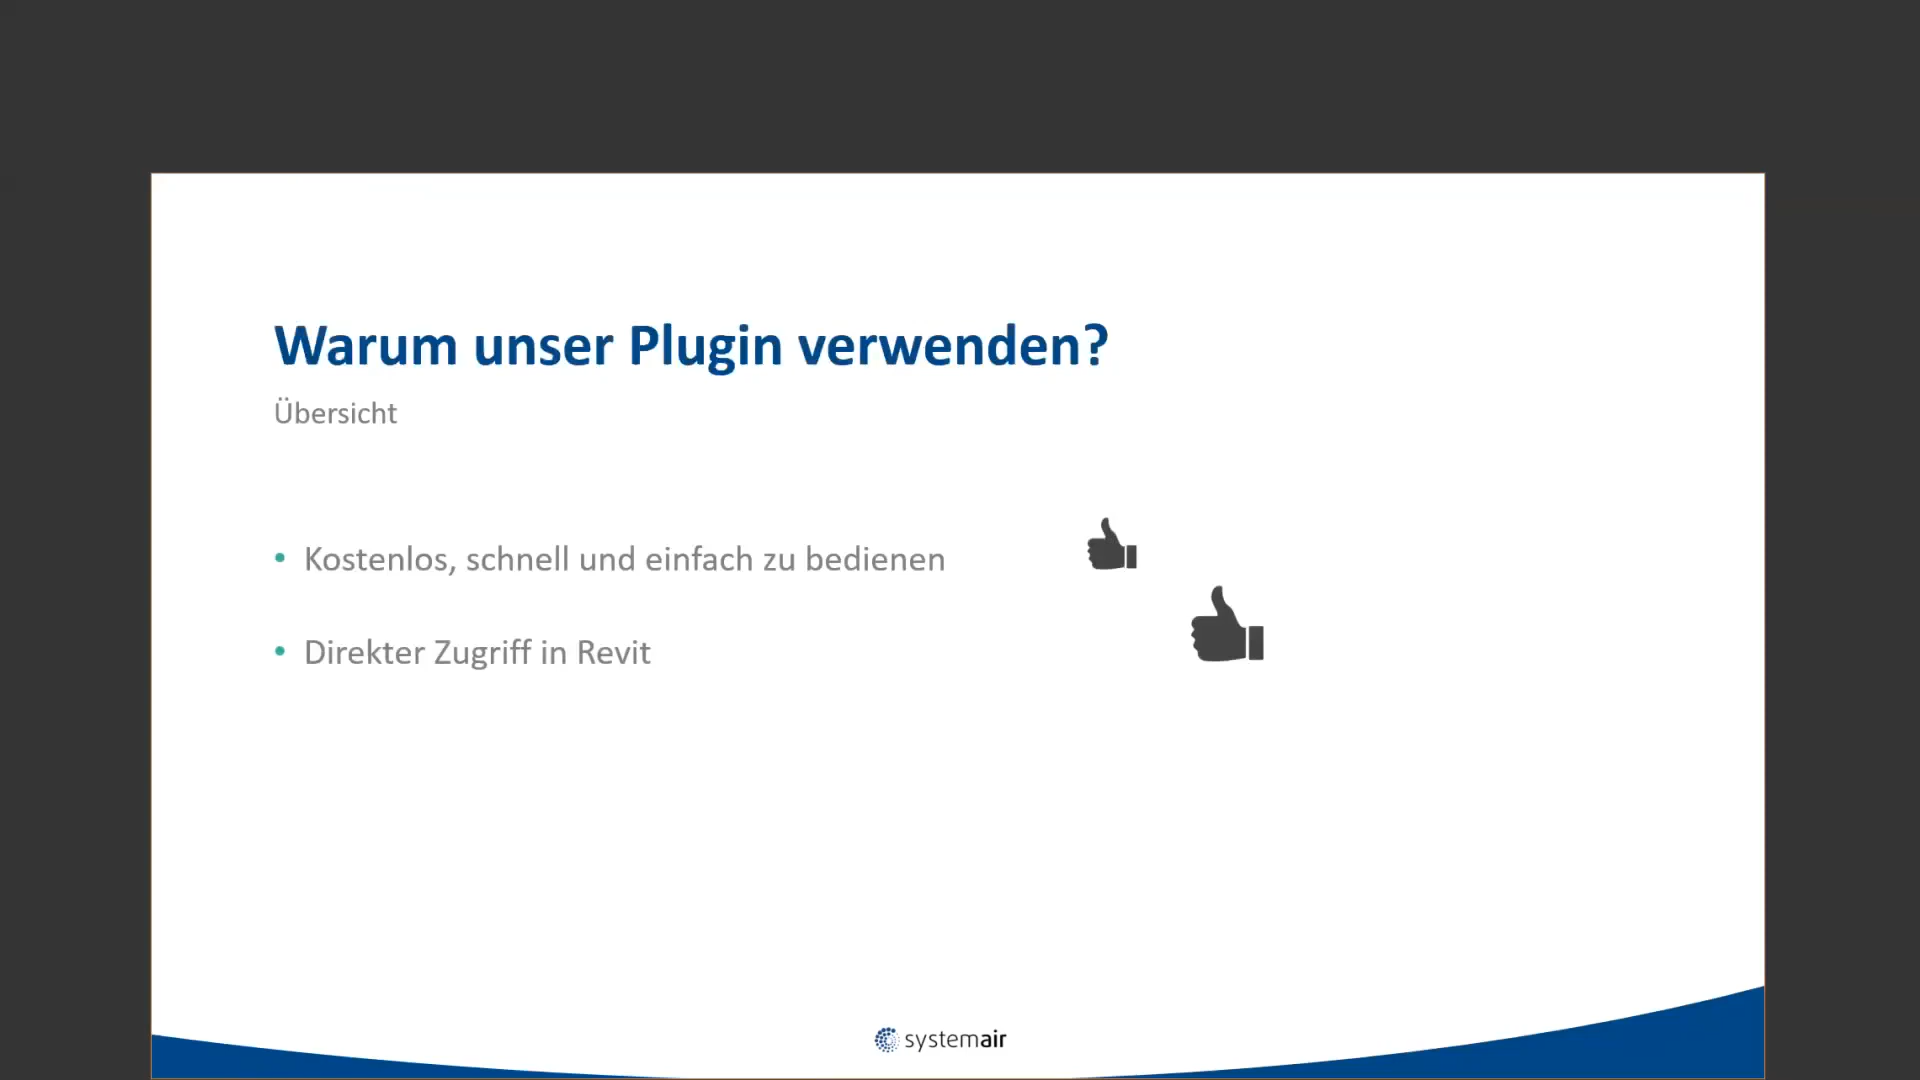 Warum unser Plugin verwenden?
Übersicht
• Kostenlos, schnell und einfach zu bedienen
• Direkter Zugriff in Revit
systemair